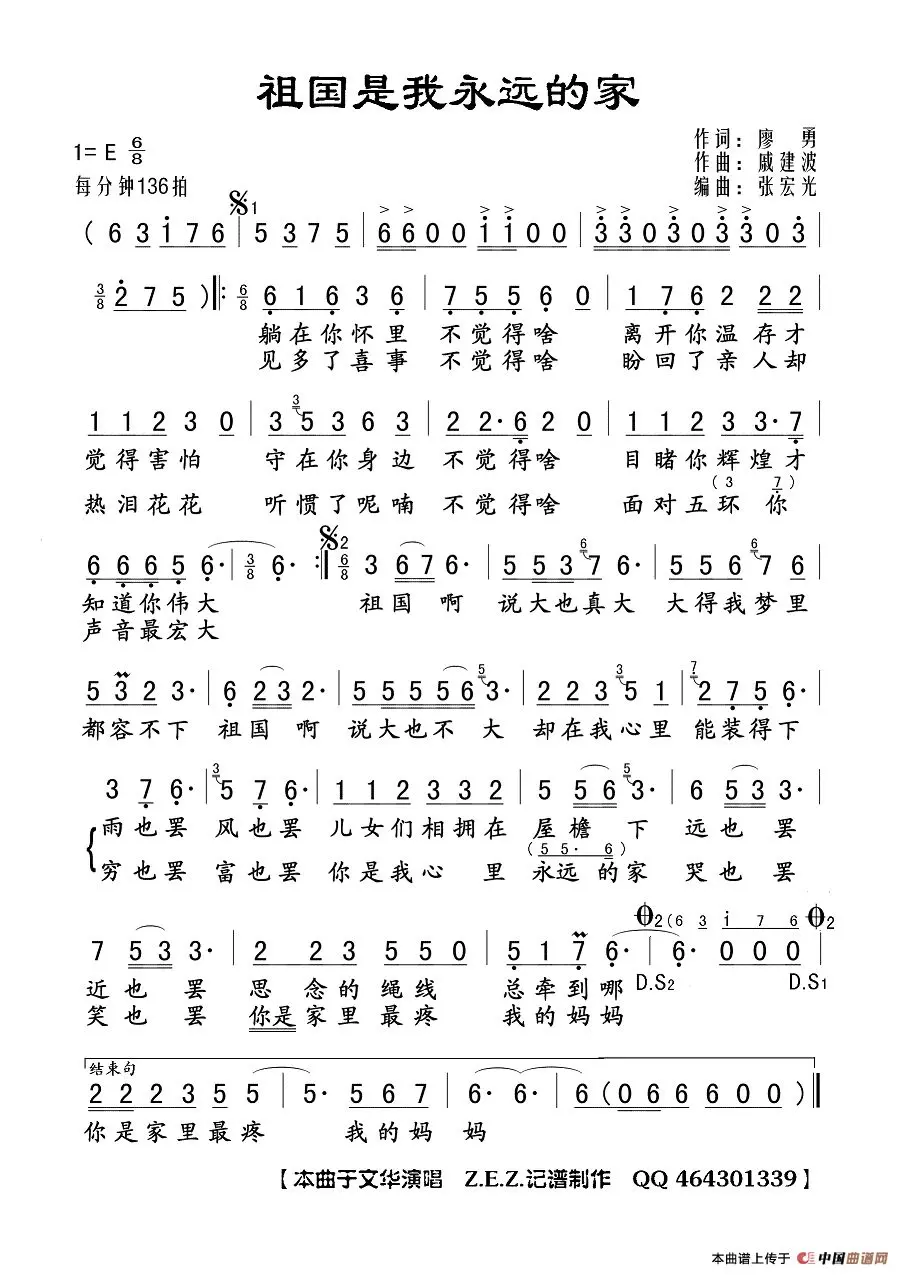 祖国是我永远的家
1= E 6/8
作词：廖 勇
作曲：戚建波
每分钟136拍
编曲：张宏光
𝄋1
( 6 3 i 7 6 | 5 3 7 5 | 6 6 0 0 i i 0 0 | 3 3 0 3 0 3 3 0 3 |
3/8 2 7 5 ) |: 6/8 6 1 6 3 6 | 7 5 5 6 0 | 1 7 6 2 2 2 |
躺在你怀里 不觉得啥 离开你温存才
见多了喜事 不觉得啥 盼回了亲人却
1 1 2 3 0 | 3 3 5 3 6 3 | 2 2· 6 2 0 | 1 1 2 3 3· 7 |
觉得害怕 守在你身边 不觉得啥 目睹你辉煌才
(3 7)
热泪花花 听惯了呢喃 不觉得啥 面对五环 你
𝄋2
6 6 6 5 6· | 3/8 6· :| 6/8 3 6 7 6· | 5 5 3 6 7 6· | 5 5 6 6 7 6 |
知道你伟大 祖国啊 说大也真大 大得我梦里
声音最宏大
5 3 2 3· | 6 2 3 2· | 5 5 5 5 6 5 3· | 2 2 3 3 5 1 | 7 2 7 5 6· |
都容不下 祖国啊 说大也不大 却在我心里 能装得下
3 7 6· | 3 5 7 6· | 1 1 2 3 3 2 | 5 5 6 5 3· | 6 5 3 3· |
雨也罢 风也罢 儿女们相拥在 屋檐下 远也罢
(5 5· 6)
穷也罢 富也罢 你是我心里 永远的家 哭也罢
𝄌2 (6 3 i 7 6 𝄌2
7 5 3 3· | 2 2 3 5 5 0 | 5 1 7 6· | 6· 0 0 0 |
近也罢 思念的绳线 总牵到哪 D.S2 D.S1
笑也罢 你是家里最疼 我的妈妈
结束句
2 2 2 3 5 5 | 5· 5 6 7 | 6· 6· | 6 ( 0 6 6 6 0 0 ) ‖
你是家里最疼 我的妈妈
【本曲于文华演唱 Z.E.Z.记谱制作 QQ 464301339】
本曲谱上传于 中国曲谱网